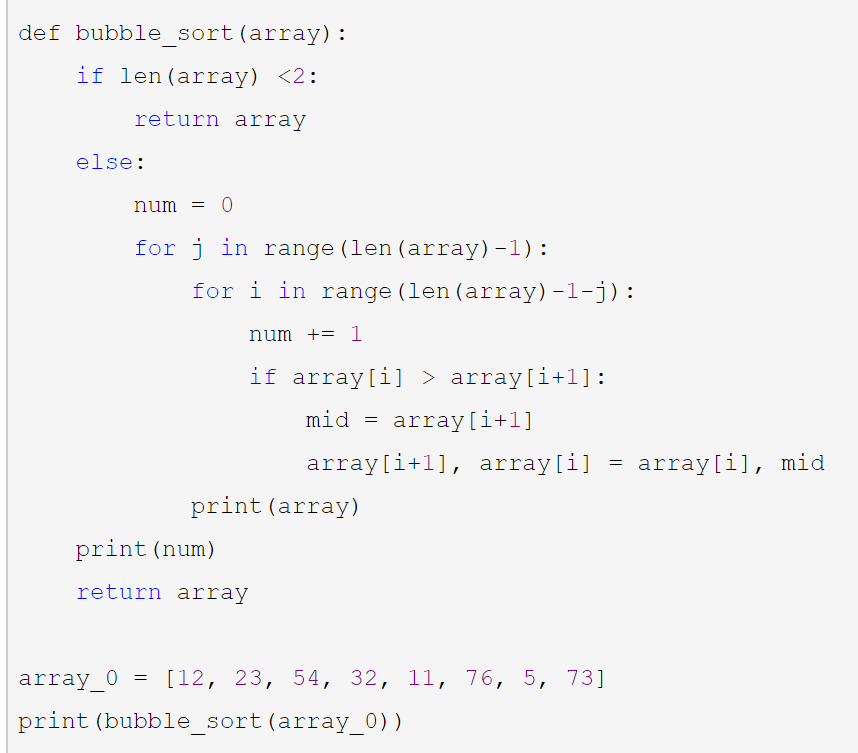 def bubble_sort(array):
    if len(array) <2:
        return array
    else:
        num = 0
        for j in range(len(array)-1):
            for i in range(len(array)-1-j):
                num += 1
                if array[i] > array[i+1]:
                    mid = array[i+1]
                    array[i+1], array[i] = array[i], mid
            print(array)
    print(num)
    return array

array_0 = [12, 23, 54, 32, 11, 76, 5, 73]
print(bubble_sort(array_0))